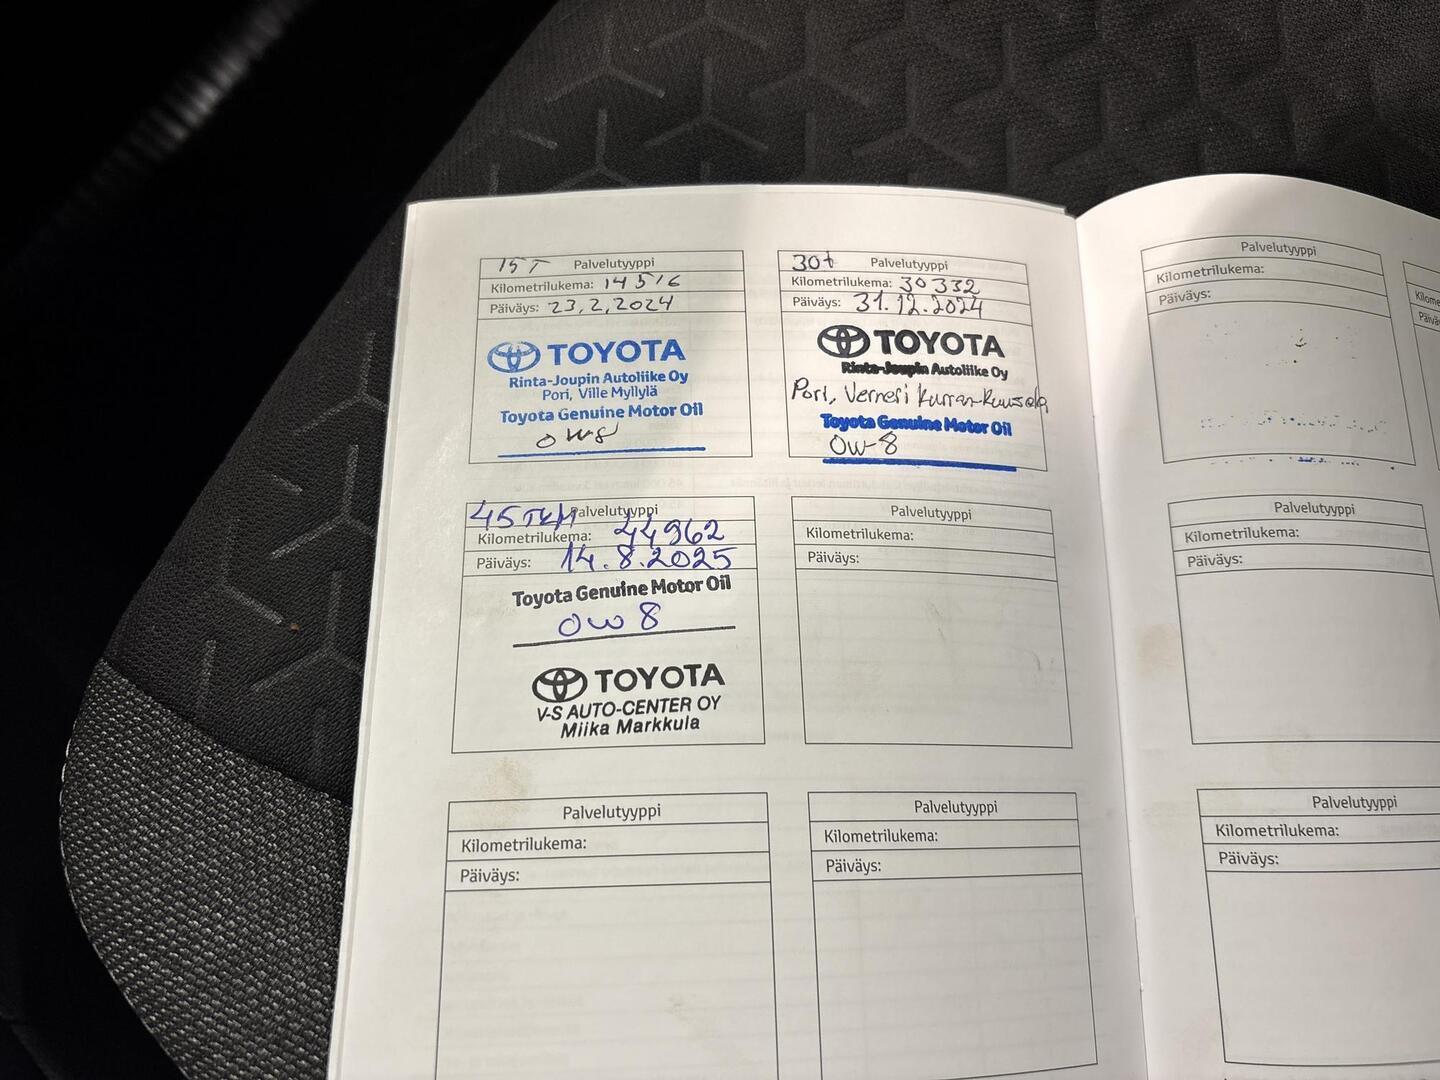 15T Palvelutyyppi
Kilometrilukema: 14516
Päiväys: 23.2.2024
TOYOTA
Rinta-Joupin Autoliike Oy
Pori, Ville Myllylä
Toyota Genuine Motor Oil
0W8
30t Palvelutyyppi
Kilometrilukema: 30332
Päiväys: 31.12.2024
TOYOTA
Rinta-Joupin Autoliike Oy
Pori, Verneri
Toyota Genuine Motor Oil
0W-8
45TKM Palvelutyyppi
Kilometrilukema: 44962
Päiväys: 14.8.2025
Toyota Genuine Motor Oil
0W8
TOYOTA
V-S AUTO-CENTER OY
Miika Markkula
Palvelutyyppi
Kilometrilukema:
Päiväys:
Palvelutyyppi
Kilometrilukema:
Päiväys:
Palvelutyyppi
Kilometrilukema:
Päiväys:
Palvelutyyppi
Kilometrilukema:
Päiväys:
Palvelutyyppi
Kilometrilukema:
Päiväys:
Palvelutyyppi
Kilometrilukema:
Päiväys: